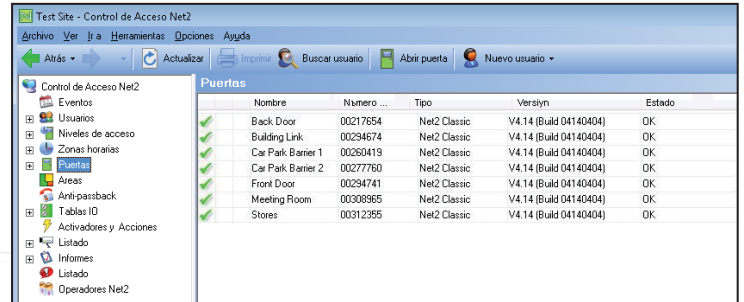 Test Site - Control de Acceso Net2
Archivo Ver Ir a Herramientas Opciones Ayuda
Atrás Actualizar Imprimir Buscar usuario Abrir puerta Nuevo usuario
Control de Acceso Net2
Eventos
Usuarios
Niveles de acceso
Zonas horarias
Puertas
Areas
Anti-passback
Tablas IO
Activadores y Acciones
Listado
Informes
Listado
Operadores Net2
Puertas
Nombre Número ... Tipo Versiyn Estado
Back Door 00217654 Net2 Classic V4.14 (Build 04140404) OK
Building Link 00294674 Net2 Classic V4.14 (Build 04140404) OK
Car Park Barrier 1 00260419 Net2 Classic V4.14 (Build 04140404) OK
Car Park Barrier 2 00277760 Net2 Classic V4.14 (Build 04140404) OK
Front Door 00294741 Net2 Classic V4.14 (Build 04140404) OK
Meeting Room 00308965 Net2 Classic V4.14 (Build 04140404) OK
Stores 00312355 Net2 Classic V4.14 (Build 04140404) OK